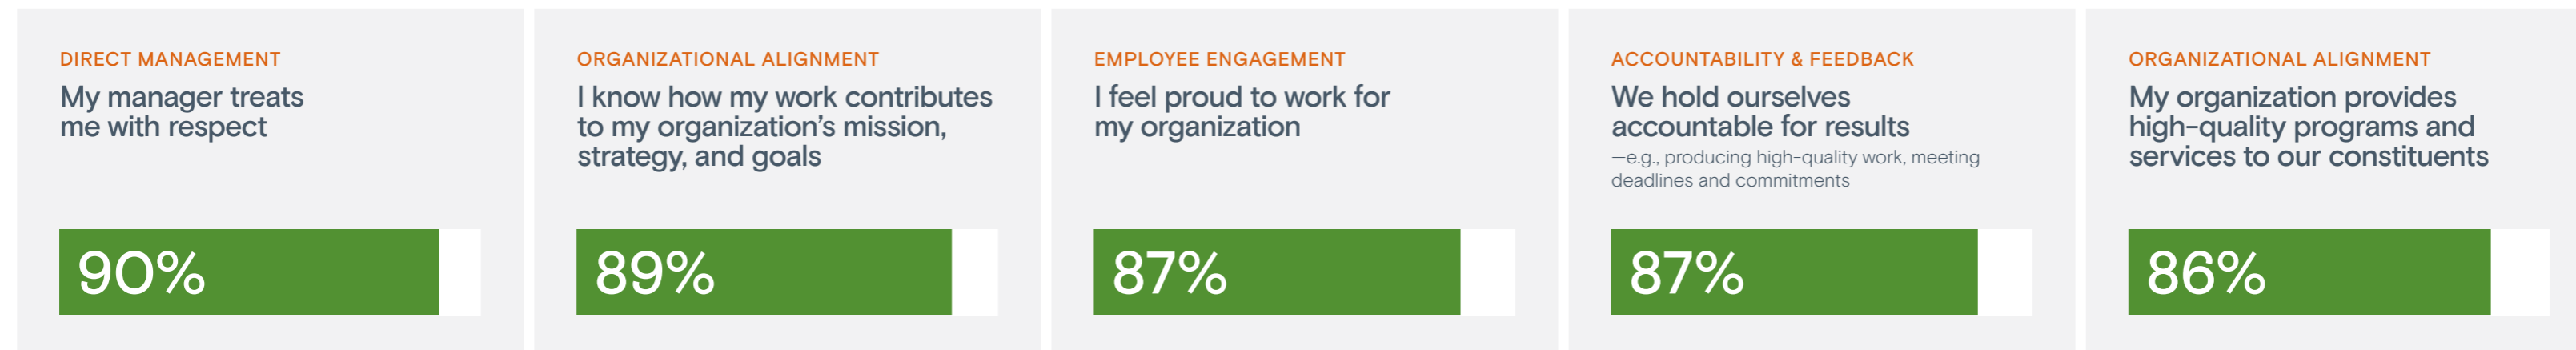 DIRECT MANAGEMENT
My manager treats
me with respect
90%
ORGANIZATIONAL ALIGNMENT
I know how my work contributes
to my organization’s mission,
strategy, and goals
89%
EMPLOYEE ENGAGEMENT
I feel proud to work for
my organization
87%
ACCOUNTABILITY & FEEDBACK
We hold ourselves
accountable for results
—e.g., producing high-quality work, meeting
deadlines and commitments
87%
ORGANIZATIONAL ALIGNMENT
My organization provides
high-quality programs and
services to our constituents
86%